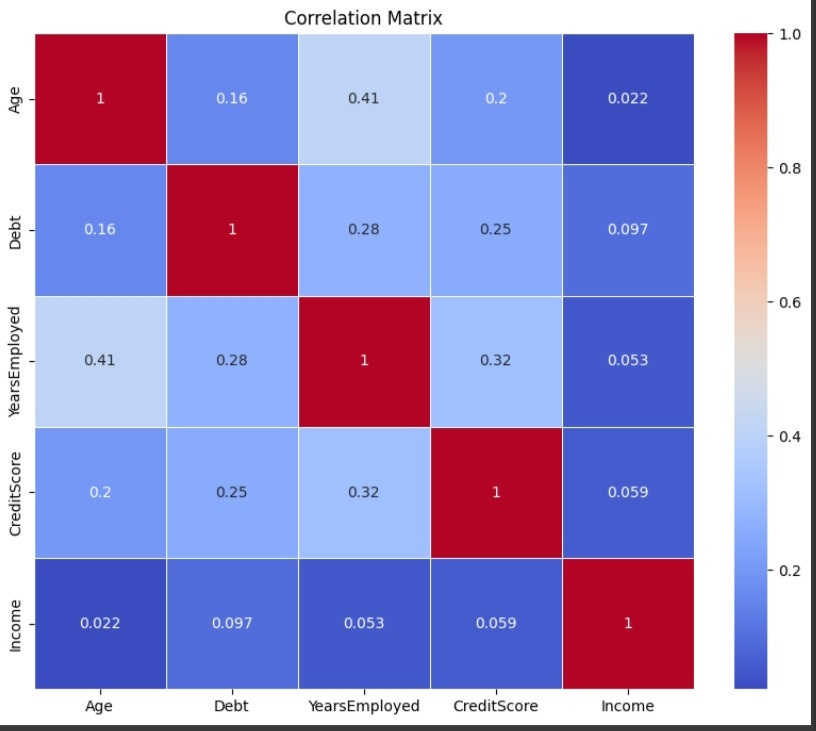 Correlation Matrix
Age 1 0.16 0.41 0.2 0.022
Debt 0.16 1 0.28 0.25 0.097
YearsEmployed 0.41 0.28 1 0.32 0.053
CreditScore 0.2 0.25 0.32 1 0.059
Income 0.022 0.097 0.053 0.059 1
Age Debt YearsEmployed CreditScore Income
1.0
0.8
0.6
0.4
0.2